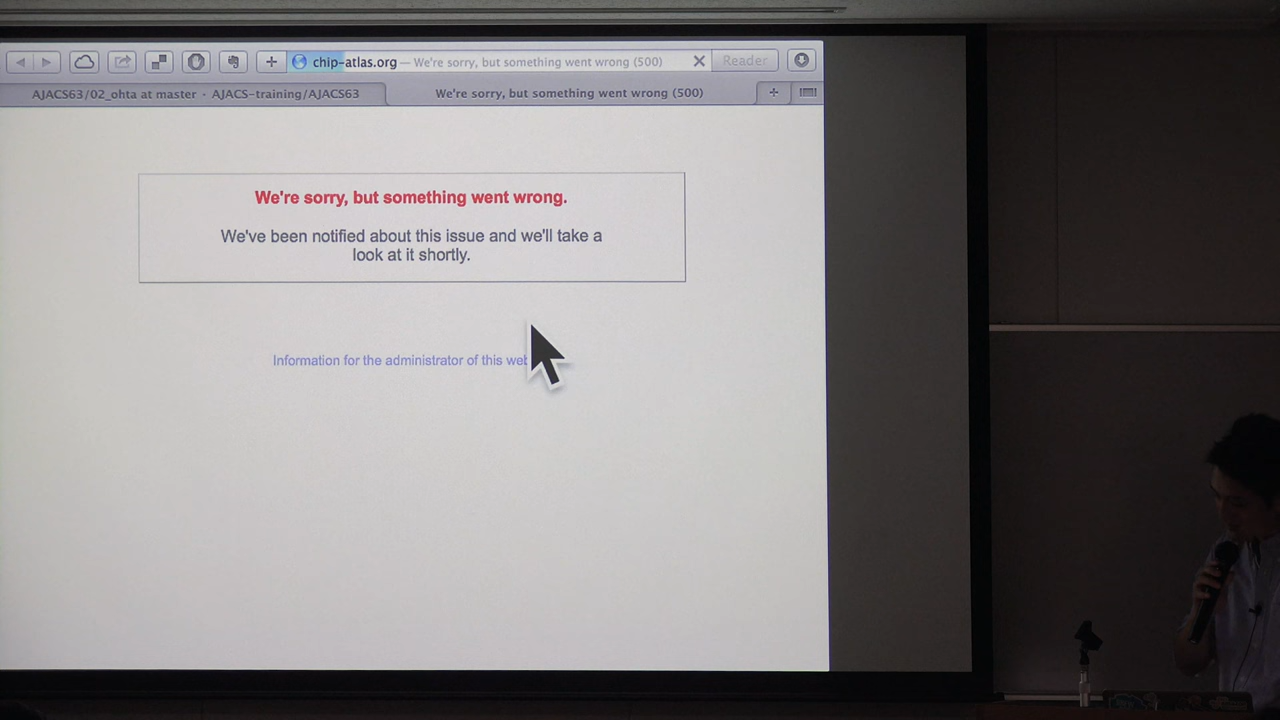 chip-atlas.org — We're sorry, but something went wrong (500)
Reader
AJACS63/02_ohta at master · AJACS-training/AJACS63
We're sorry, but something went wrong (500)
We're sorry, but something went wrong.
We've been notified about this issue and we'll take a
look at it shortly.
Information for the administrator of this web